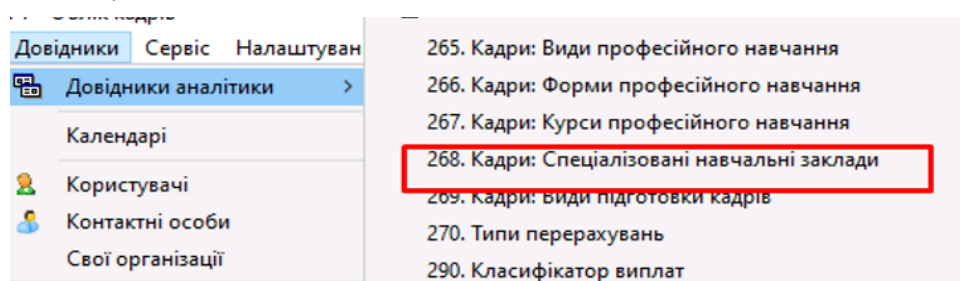 Довідники Сервіс Налаштуван
Довідники аналітики >
Календарі
Користувачі
Контактні особи
Свої організації
265. Кадри: Види професійного навчання
266. Кадри: Форми професійного навчання
267. Кадри: Курси професійного навчання
268. Кадри: Спеціалізовані навчальні заклади
269. Кадри: Види підготовки кадрів
270. Типи перерахувань
290. Класифікатор виплат